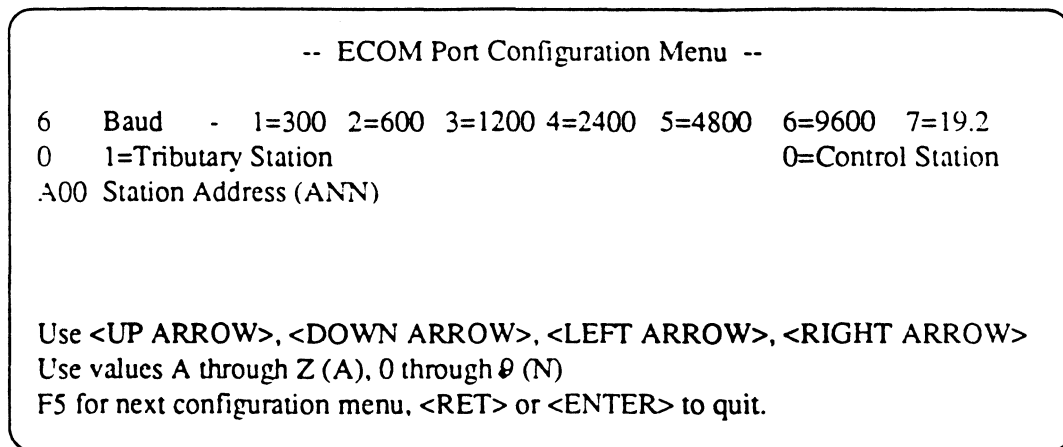 -- ECOM Port Configuration Menu --
6 Baud - 1=300 2=600 3=1200 4=2400 5=4800 6=9600 7=19.2
0 1=Tributary Station 0=Control Station
A00 Station Address (ANN)
Use <UP ARROW>, <DOWN ARROW>, <LEFT ARROW>, <RIGHT ARROW>
Use values A through Z (A), 0 through 9 (N)
F5 for next configuration menu, <RET> or <ENTER> to quit.